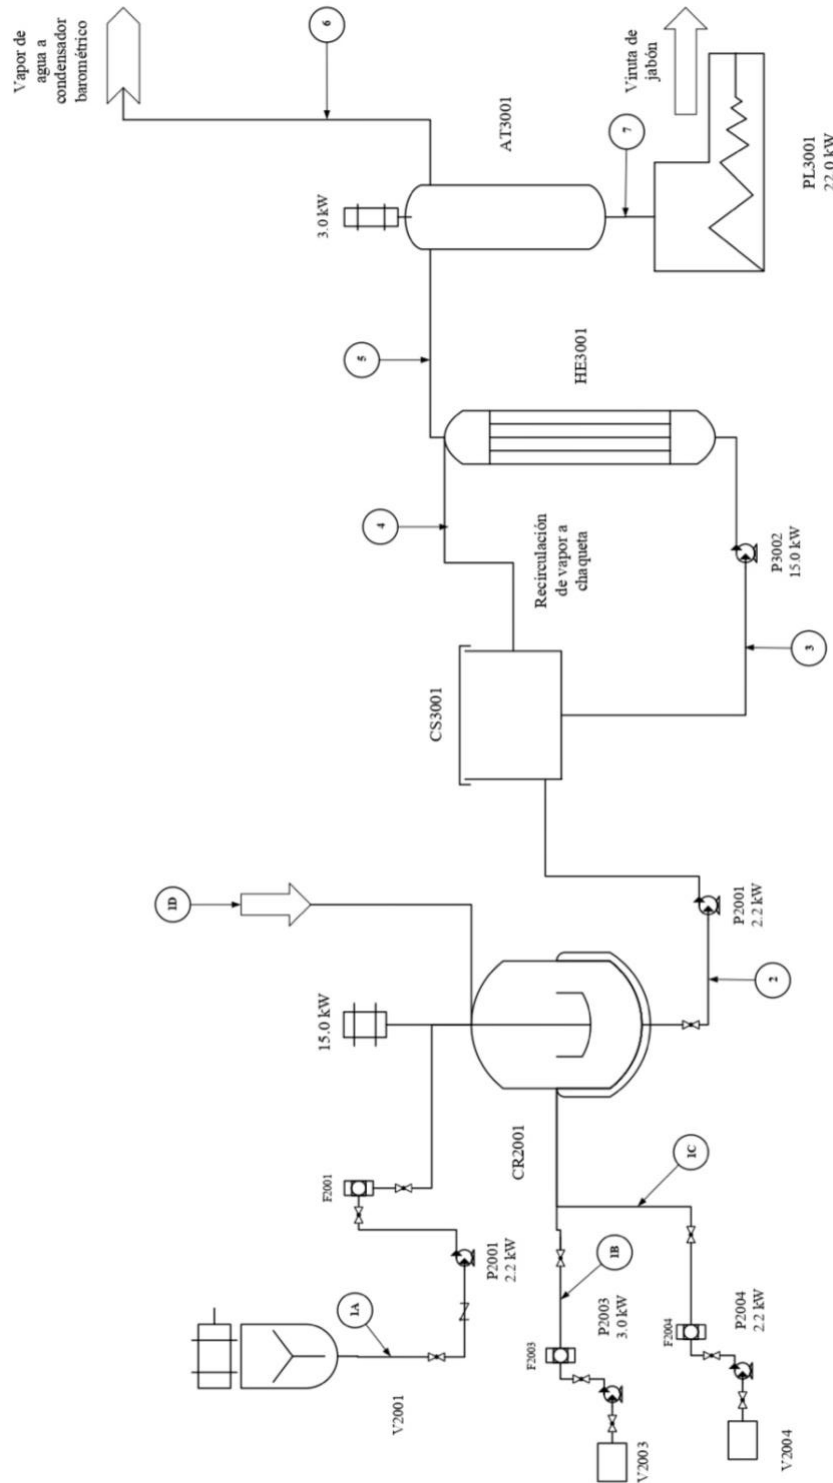 Vapor de
agua a
condensador
barométrico
6
Viruta de
jabón
AT3001
3.0 kW
7
PL3001
22.0 kW
5
HE3001
4
Recirculación
de vapor a
chaqueta
P3002
15.0 kW
3
CS3001
1D
15.0 kW
P2001
2.2 kW
2
CR2001
F2001
1C
P2001
2.2 kW
1B
1A
P2003
3.0 kW
F2003
F2004
P2004
2.2 kW
V2001
V2003
V2004